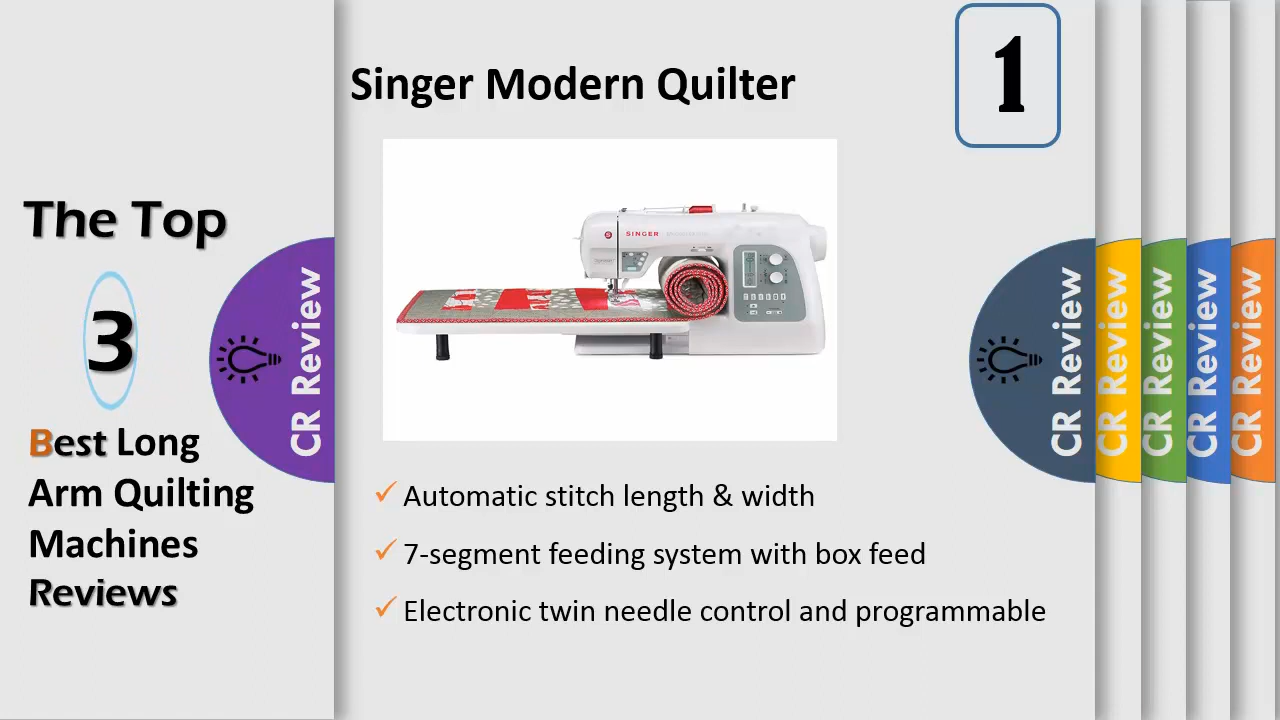 The Top
3
Best Long
Arm Quilting
Machines
Reviews
CR Review
Singer Modern Quilter
1
SINGER
Automatic stitch length & width
7-segment feeding system with box feed
Electronic twin needle control and programmable
CR Review
CR Review
CR Review
CR Review
CR Review